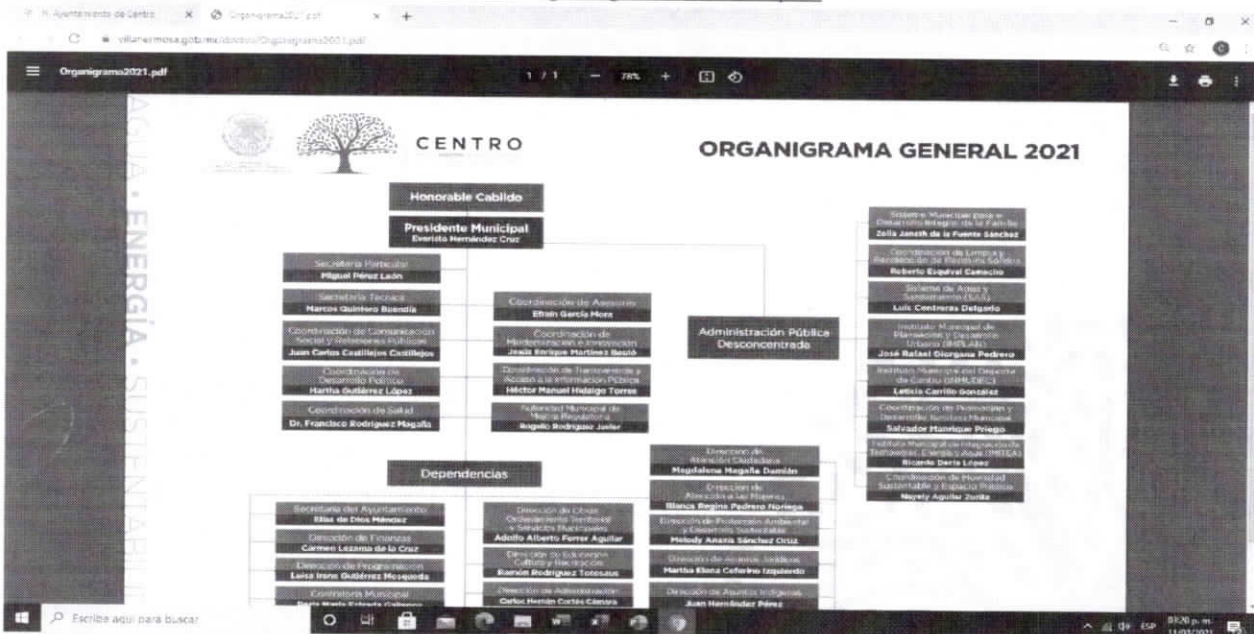 H. Ayuntamiento de Centro
Organigrama2021.pdf
villahermosa.gob.mx/
Organigrama2021.pdf
1 / 1
78%
AGUA • ENERGÍA •
CENTRO
ORGANIGRAMA GENERAL 2021
Honorable Cabildo
Presidente Municipal
Evaristo Hernández Cruz
Secretaría Particular
Miguel Pérez León
Secretaría Técnica
Marcos Quintero Buendía
Coordinación de Comunicación
Social y Relaciones Públicas
Juan Carlos Castillejos Castillejos
Coordinación de
Desarrollo Político
Martha Gutiérrez López
Coordinación de Salud
Dr. Francisco Rodríguez Magaña
Coordinación de Asesores
Efraín García Mora
Coordinación de
Modernización e Innovación
Jesús Enrique Martínez
Coordinación de Transparencia y
Acceso a la Información Pública
Héctor Manuel Hidalgo Torres
Autoridad Municipal de
Mejora Regulatoria
Rogelio Rodríguez Javier
Administración Pública
Desconcentrada
Sistema Municipal para el
Desarrollo Integral de la Familia
Zoila Janeth de la Fuente Sánchez
Coordinación de Limpia y
Recolección de Residuos Sólidos
Roberto Esquivel Camacho
Sistema de Agua y
Saneamiento (SAS)
Luis Contreras Delgado
Instituto Municipal de
Planeación y Desarrollo
Urbano (IMPLAN)
José Rafael Diorgana Pedrero
Instituto Municipal del Deporte
de Centro (INMUDEC)
Leticia Carrillo González
Coordinación de Promoción y
Desarrollo Turístico Municipal
Salvador Manrique Priego
Instituto Municipal de Integración de
Tecnologías, Energía y Agua (IMITEA)
Ricardo Decle López
Coordinación de Movilidad
Sustentable y Espacio Público
Nayely Aguilar Zurita
Dependencias
Secretaría del Ayuntamiento
Elías de Dios Méndez
Dirección de Finanzas
Carmen Lezama de la Cruz
Dirección de Programación
Luisa Irene Gutiérrez Mosqueda
Contraloría Municipal
Dirección de Obras,
Ordenamiento Territorial
y Servicios Municipales
Adolfo Alberto Ferrer Aguilar
Dirección de Educación
Cultura y Recreación
Ramón Rodríguez Totosaus
Dirección de Administración
Carlos Hernán Cortés Cámara
Dirección de
Atención Ciudadana
Magdalena Magaña Damián
Dirección de
Atención a las Mujeres
Blanca Regina Pedrero Noriega
Dirección de Protección Ambiental
y Desarrollo Sustentable
Melody Ananis Sánchez Ortiz
Dirección de Asuntos Jurídicos
Martha Elena Ceferino Izquierdo
Dirección de Asuntos Indígenas
Juan Hernández Pérez
Escribe aquí para buscar
ESP
03:20 p. m.
11/03/2021